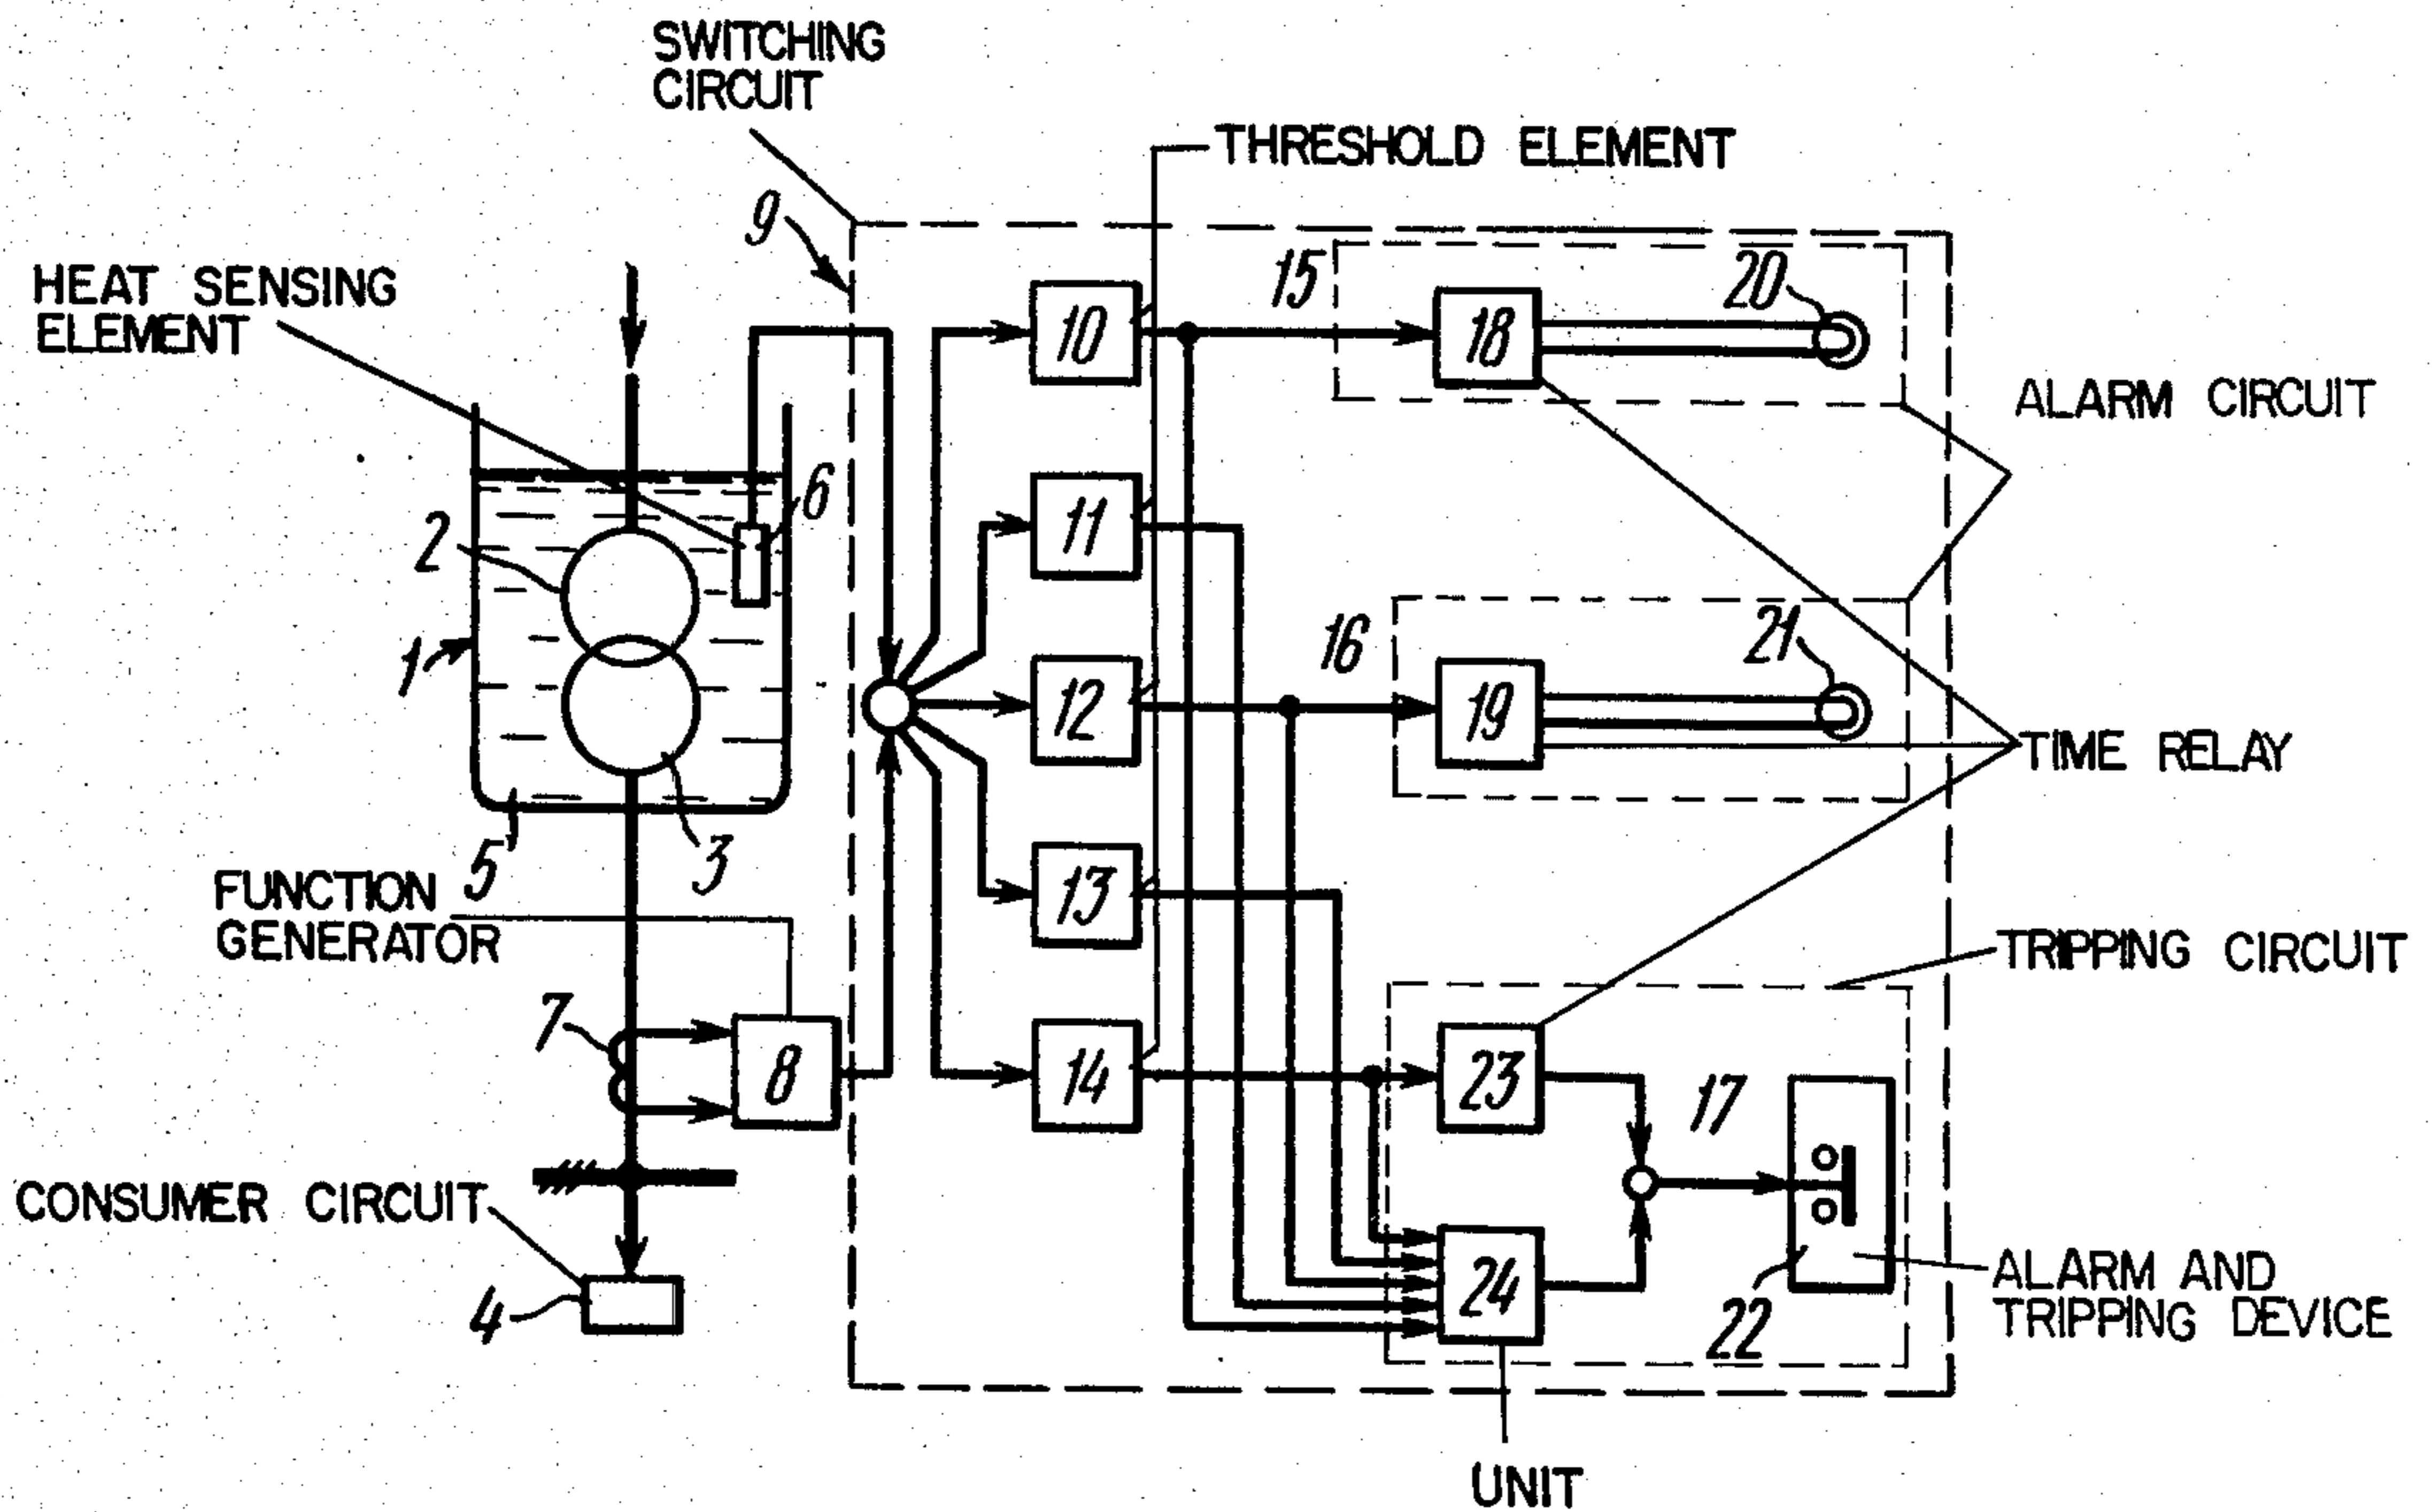 SWITCHING
CIRCUIT
THRESHOLD ELEMENT
9
HEAT SENSING
ELEMENT
10
15
18
20
ALARM CIRCUIT
2
6
11
1
12
16
19
21
TIME RELAY
5
3
13
FUNCTION
GENERATOR
TRIPPING CIRCUIT
7
8
14
23
17
CONSUMER CIRCUIT
4
24
22
ALARM AND
TRIPPING DEVICE
UNIT